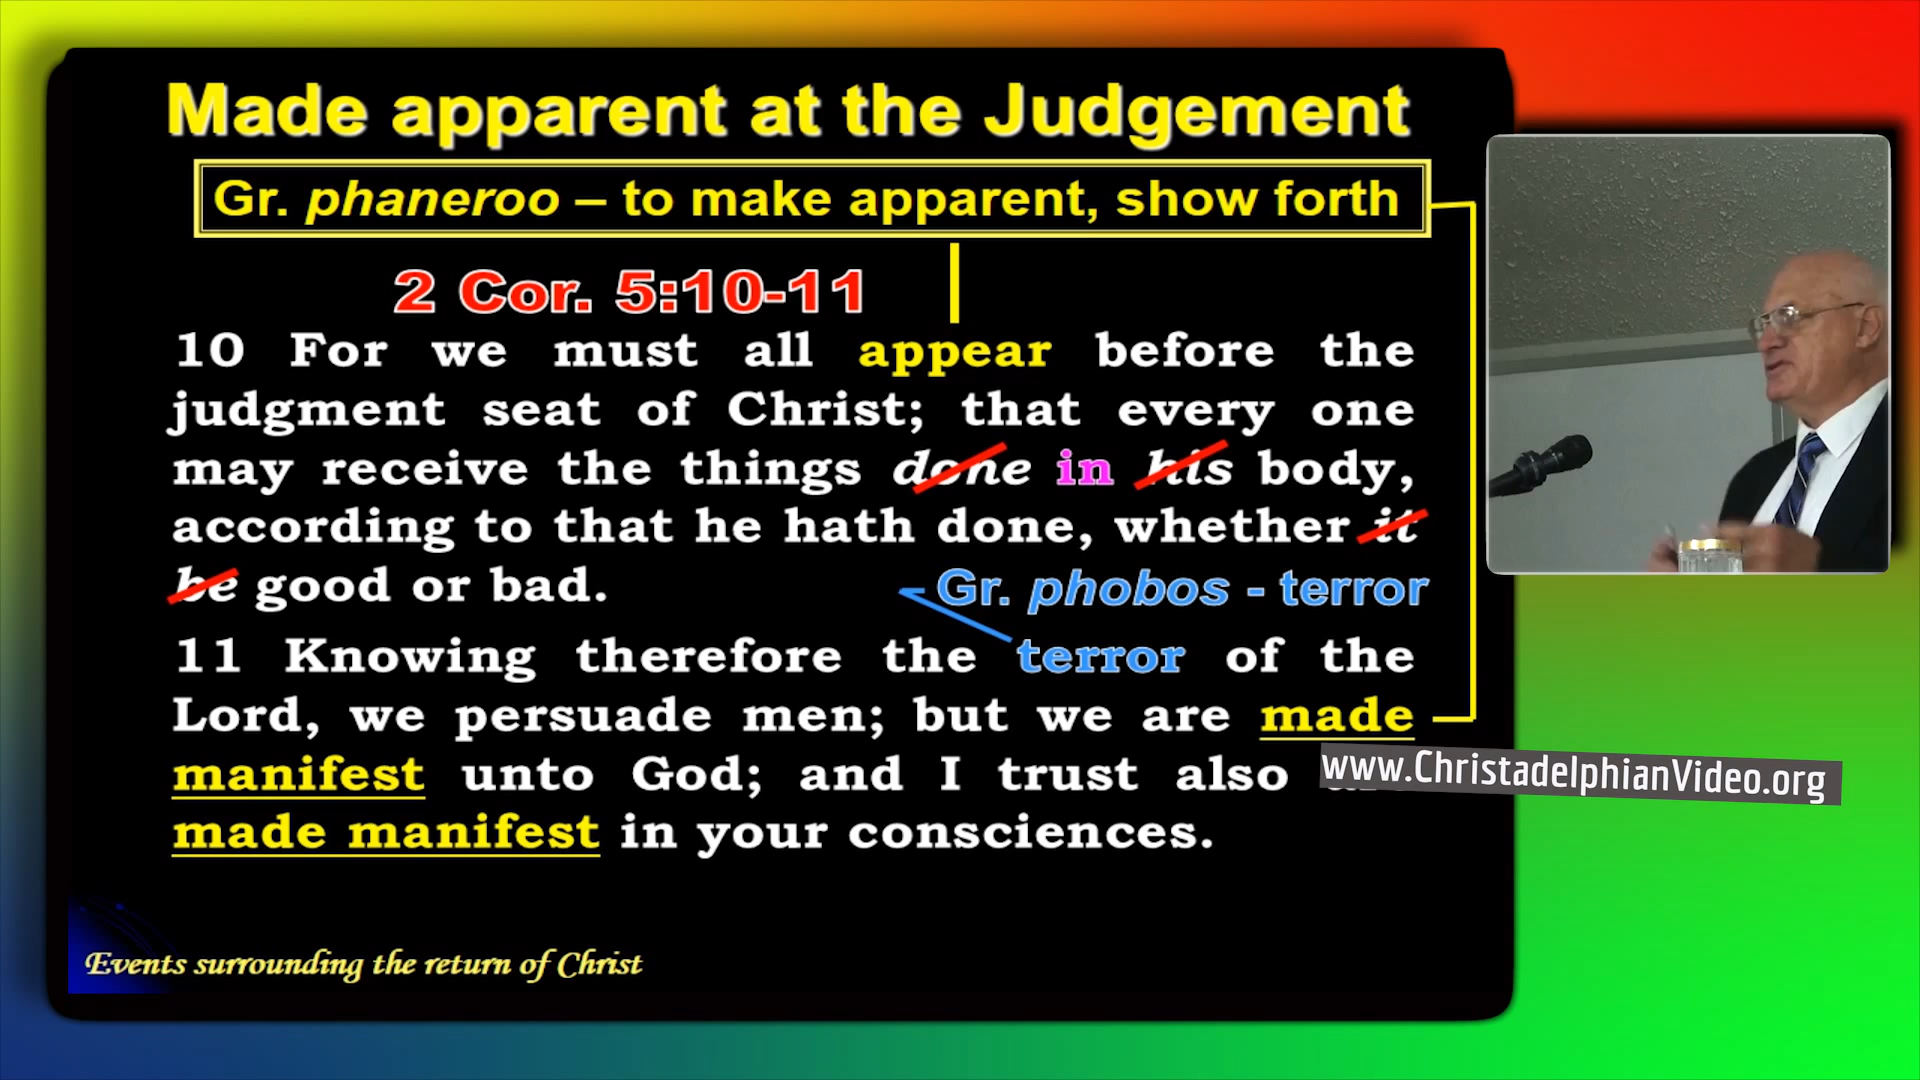 Made apparent at the Judgement
Gr. phaneroo – to make apparent, show forth
2 Cor. 5:10-11
10 For we must all appear before the
judgment seat of Christ; that every one
may receive the things done in his body,
according to that he hath done, whether it
be good or bad.
Gr. phobos - terror
11 Knowing therefore the terror of the
Lord, we persuade men; but we are made
manifest unto God; and I trust also
www.ChristadelphianVideo.org
made manifest in your consciences.
Events surrounding the return of Christ